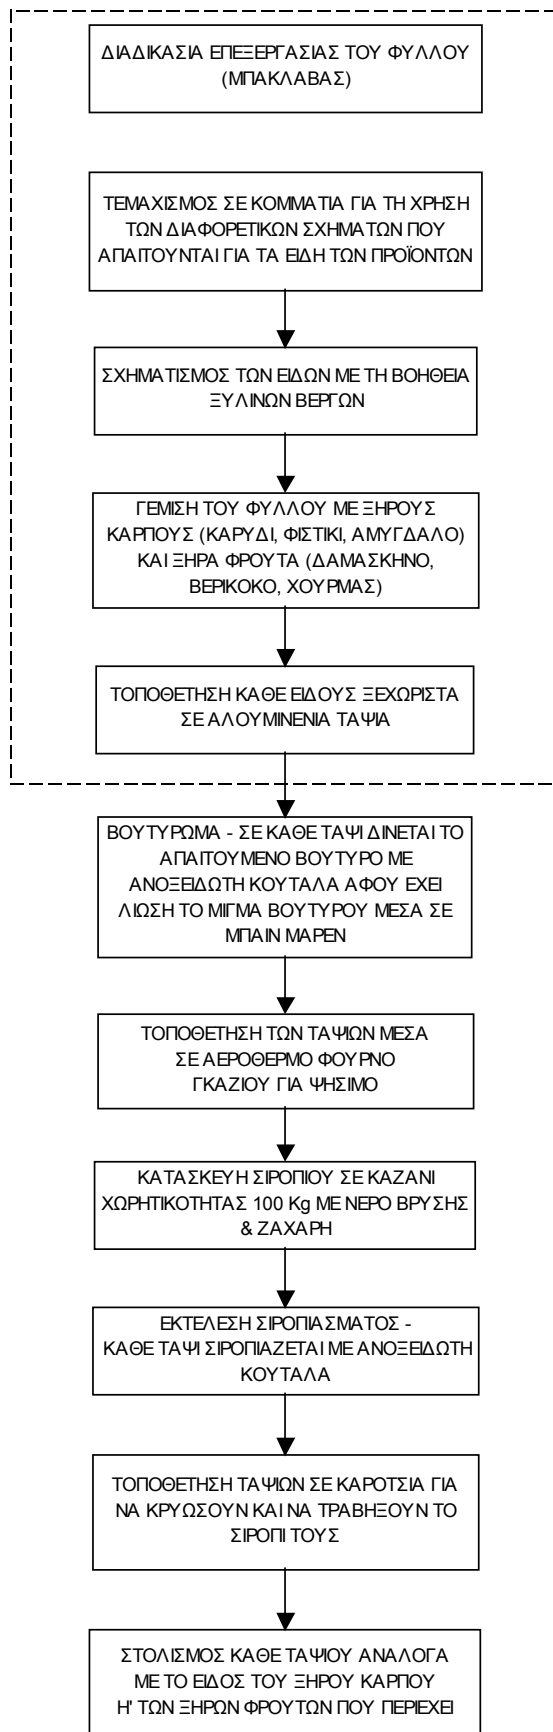 ΔΙΑΔΙΚΑΣΙΑ ΕΠΕΞΕΡΓΑΣΙΑΣ ΤΟΥ ΦΥΛΛΟΥ
(ΜΠΑΚΛΑΒΑΣ)
ΤΕΜΑΧΙΣΜΟΣ ΣΕ ΚΟΜΜΑΤΙΑ ΓΙΑ ΤΗ ΧΡΗΣΗ
ΤΩΝ ΔΙΑΦΟΡΕΤΙΚΩΝ ΣΧΗΜΑΤΩΝ ΠΟΥ
ΑΠΑΙΤΟΥΝΤΑΙ ΓΙΑ ΤΑ ΕΙΔΗ ΤΩΝ ΠΡΟΪΟΝΤΩΝ
ΣΧΗΜΑΤΙΣΜΟΣ ΤΩΝ ΕΙΔΩΝ ΜΕ ΤΗ ΒΟΗΘΕΙΑ
ΞΥΛΙΝΩΝ ΒΕΡΓΩΝ
ΓΕΜΙΣΗ ΤΟΥ ΦΥΛΛΟΥ ΜΕ ΞΗΡΟΥΣ
ΚΑΡΠΟΥΣ (ΚΑΡΥΔΙ, ΦΙΣΤΙΚΙ, ΑΜΥΓΔΑΛΟ)
ΚΑΙ ΞΗΡΑ ΦΡΟΥΤΑ (ΔΑΜΑΣΚΗΝΟ,
ΒΕΡΙΚΟΚΟ, ΧΟΥΡΜΑΣ)
ΤΟΠΟΘΕΤΗΣΗ ΚΑΘΕ ΕΙΔΟΥΣ ΞΕΧΩΡΙΣΤΑ
ΣΕ ΑΛΟΥΜΙΝΕΝΙΑ ΤΑΨΙΑ
ΒΟΥΤΥΡΩΜΑ - ΣΕ ΚΑΘΕ ΤΑΨΙ ΔΙΝΕΤΑΙ ΤΟ
ΑΠΑΙΤΟΥΜΕΝΟ ΒΟΥΤΥΡΟ ΜΕ
ΑΝΟΞΕΙΔΩΤΗ ΚΟΥΤΑΛΑ ΑΦΟΥ ΕΧΕΙ
ΛΙΩΣΗ ΤΟ ΜΙΓΜΑ ΒΟΥΤΥΡΟΥ ΜΕΣΑ ΣΕ
ΜΠΑΙΝ ΜΑΡΕΝ
ΤΟΠΟΘΕΤΗΣΗ ΤΩΝ ΤΑΨΙΩΝ ΜΕΣΑ
ΣΕ ΑΕΡΟΘΕΡΜΟ ΦΟΥΡΝΟ
ΓΚΑΖΙΟΥ ΓΙΑ ΨΗΣΙΜΟ
ΚΑΤΑΣΚΕΥΗ ΣΙΡΟΠΙΟΥ ΣΕ ΚΑΖΑΝΙ
ΧΩΡΗΤΙΚΟΤΗΤΑΣ 100 Kg ΜΕ ΝΕΡΟ ΒΡΥΣΗΣ
& ΖΑΧΑΡΗ
ΕΚΤΕΛΕΣΗ ΣΙΡΟΠΙΑΣΜΑΤΟΣ -
ΚΑΘΕ ΤΑΨΙ ΣΙΡΟΠΙΑΖΕΤΑΙ ΜΕ ΑΝΟΞΕΙΔΩΤΗ
ΚΟΥΤΑΛΑ
ΤΟΠΟΘΕΤΗΣΗ ΤΑΨΙΩΝ ΣΕ ΚΑΡΟΤΣΙΑ ΓΙΑ
ΝΑ ΚΡΥΩΣΟΥΝ ΚΑΙ ΝΑ ΤΡΑΒΗΞΟΥΝ ΤΟ
ΣΙΡΟΠΙ ΤΟΥΣ
ΣΤΟΛΙΣΜΟΣ ΚΑΘΕ ΤΑΨΙΟΥ ΑΝΑΛΟΓΑ
ΜΕ ΤΟ ΕΙΔΟΣ ΤΟΥ ΞΗΡΟΥ ΚΑΡΠΟΥ
Η' ΤΩΝ ΞΗΡΩΝ ΦΡΟΥΤΩΝ ΠΟΥ ΠΕΡΙΕΧΕΙ